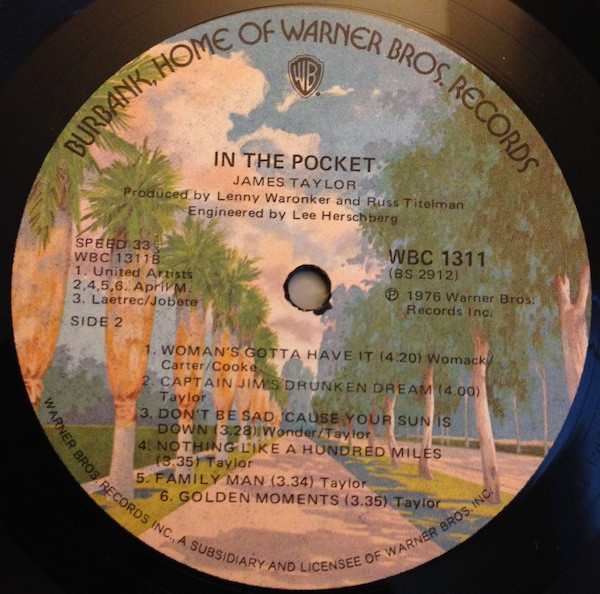 BURBANK, HOME OF WARNER BROS. RECORDS
WB
IN THE POCKET
JAMES TAYLOR
Produced by Lenny Waronker and Russ Titelman
Engineered by Lee Herschberg
SPEED 33
WBC 1311B
1. United Artists
2,4,5,6. April M.
3. Laetrec/Jobete
SIDE 2
WBC 1311
(BS 2912)
℗ 1976 Warner Bros.
Records Inc.
1. WOMAN'S GOTTA HAVE IT (4.20) Womack/
Carter/Cooke
2. CAPTAIN JIM'S DRUNKEN DREAM (4.00)
Taylor
3. DON'T BE SAD 'CAUSE YOUR SUN IS
DOWN (3.28) Wonder/Taylor
4. NOTHING LIKE A HUNDRED MILES
(3.35) Taylor
5. FAMILY MAN (3.34) Taylor
6. GOLDEN MOMENTS (3.35) Taylor
WARNER BROS. RECORDS INC., A SUBSIDIARY AND LICENSEE OF WARNER BROS. INC.